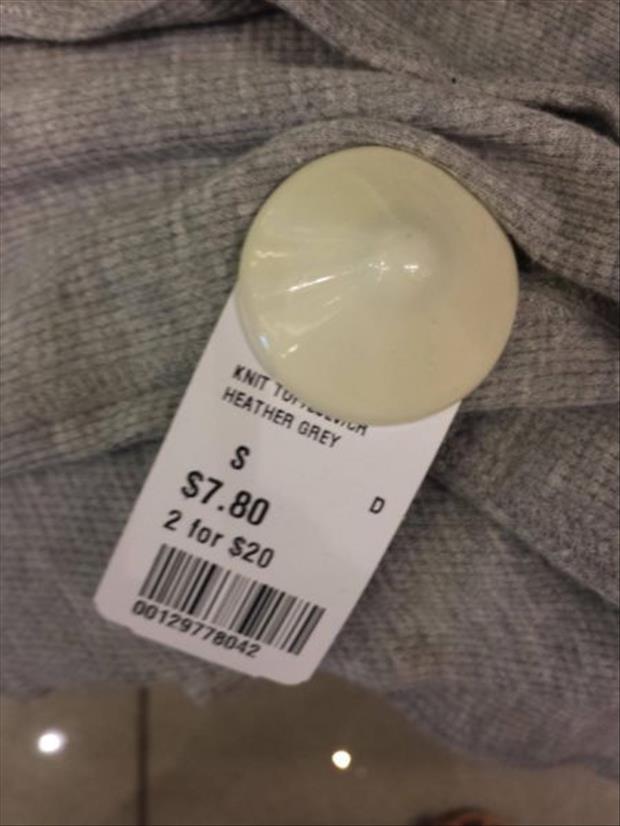 KNIT
HEATHER GREY
S
D
$7.80
2 for $20
00129778042